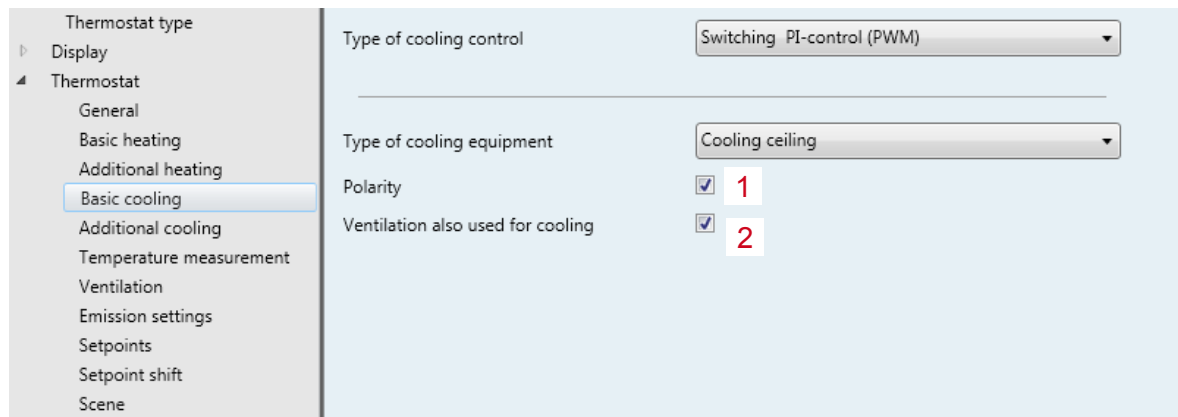 Thermostat type
Display
Thermostat
General
Basic heating
Additional heating
Basic cooling
Additional cooling
Temperature measurement
Ventilation
Emission settings
Setpoints
Setpoint shift
Scene
Type of cooling control
Switching PI-control (PWM)
Type of cooling equipment
Cooling ceiling
Polarity
1
Ventilation also used for cooling
2